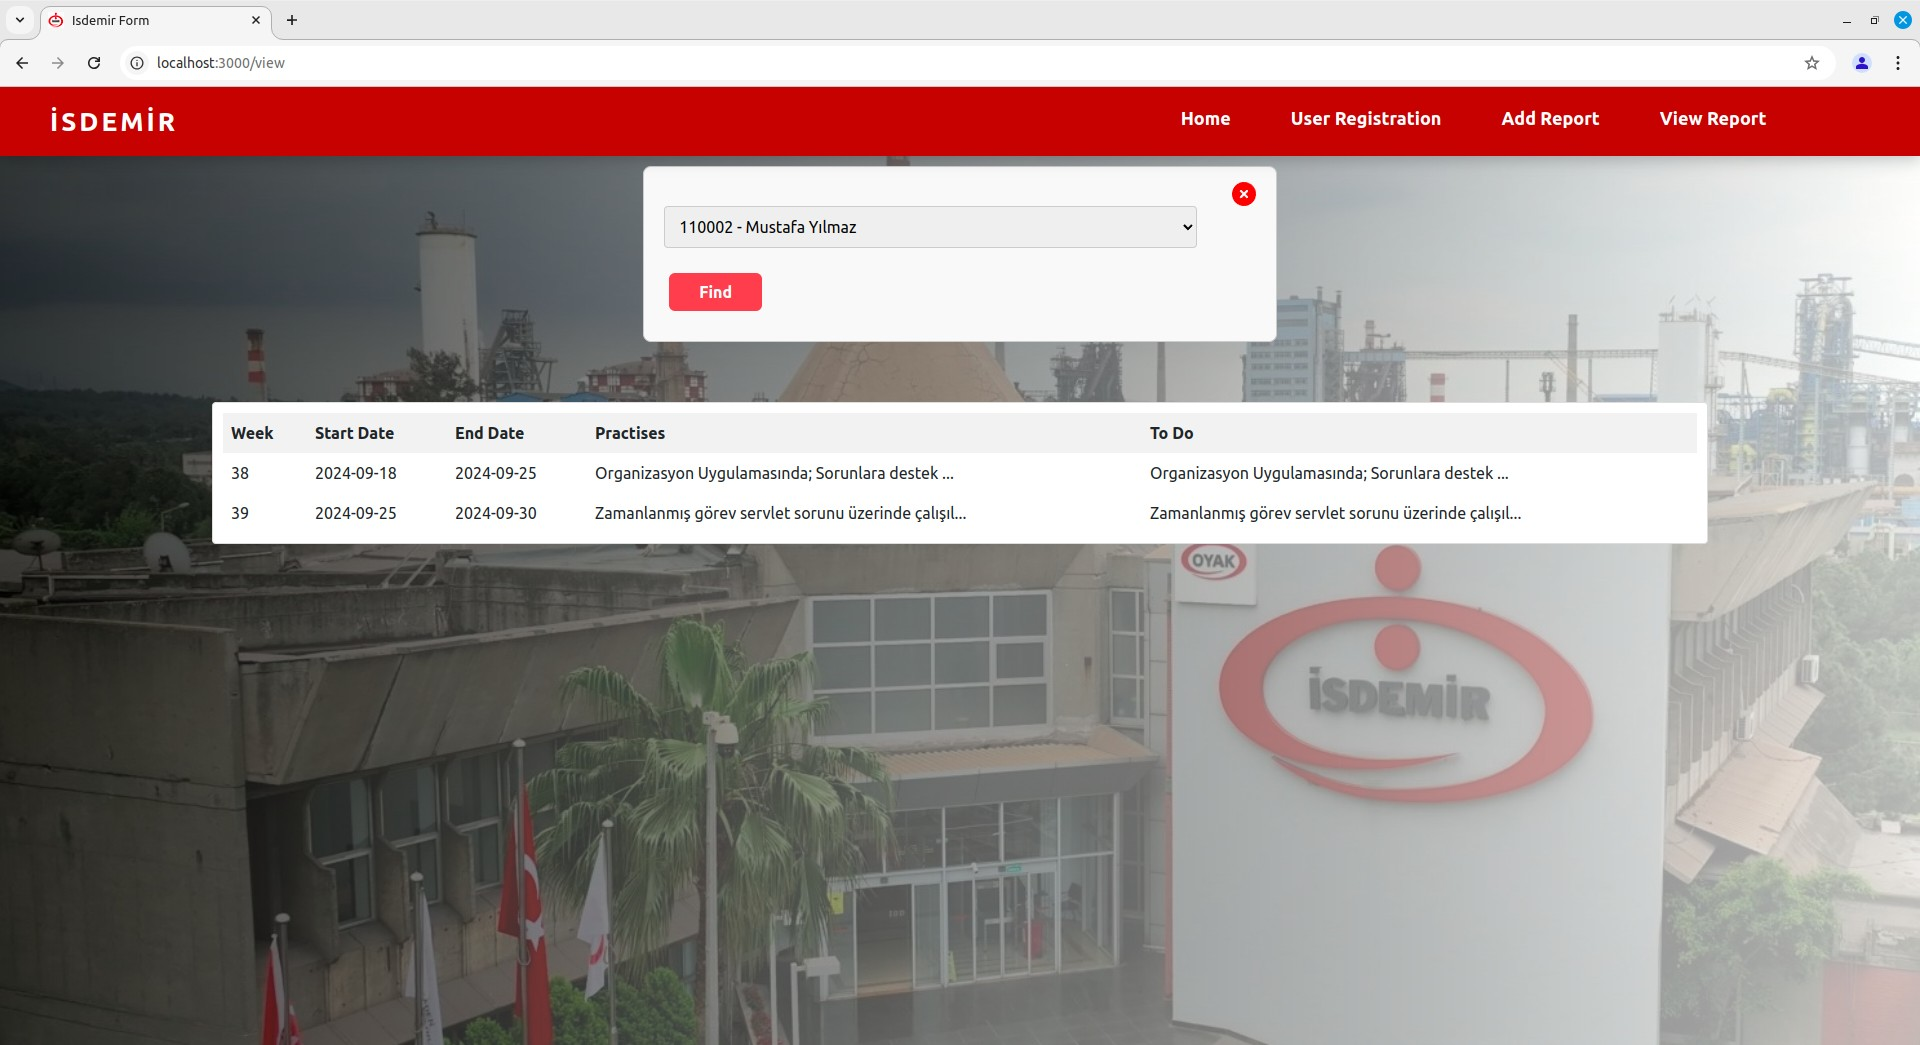 Isdemir Form
localhost:3000/view
İSDEMİR
Home
User Registration
Add Report
View Report
110002 - Mustafa Yılmaz
Find
Week Start Date End Date Practises To Do
38 2024-09-18 2024-09-25 Organizasyon Uygulamasında; Sorunlara destek ... Organizasyon Uygulamasında; Sorunlara destek ...
39 2024-09-25 2024-09-30 Zamanlanmış görev servlet sorunu üzerinde çalışıl... Zamanlanmış görev servlet sorunu üzerinde çalışıl...
OYAK
İSDEMİR